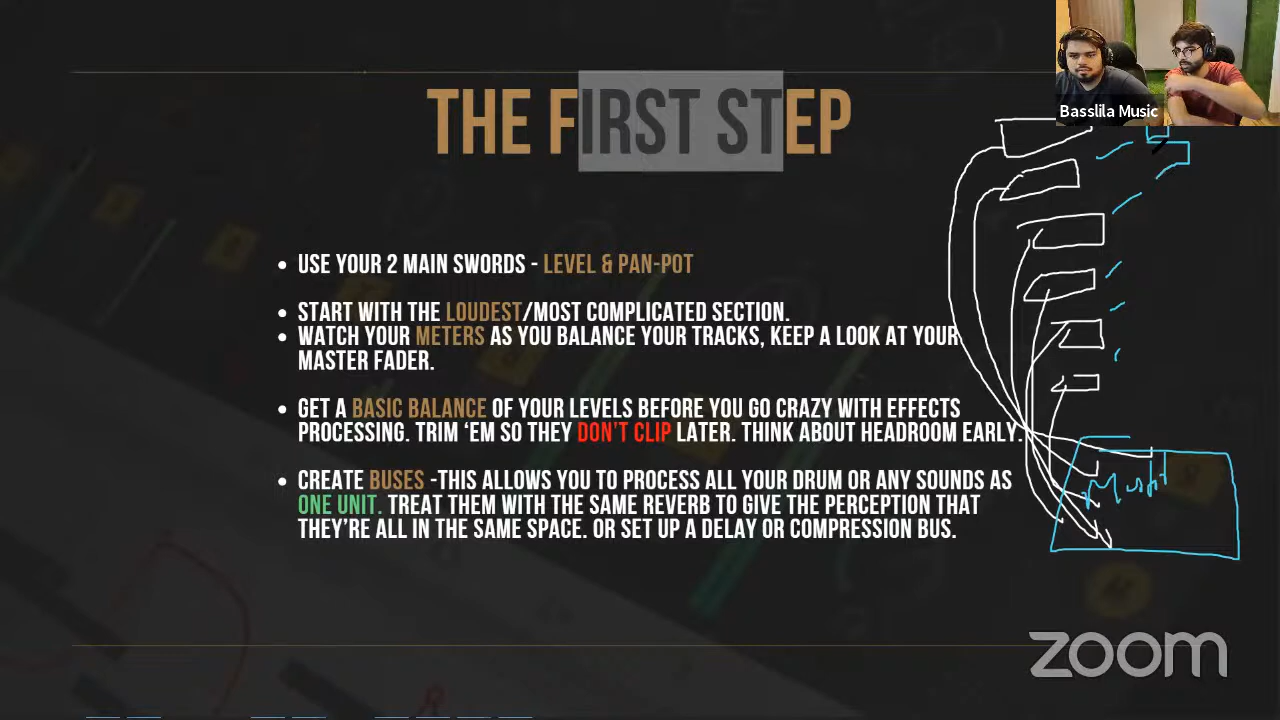 Basslila Music
THE FIRST STEP
• USE YOUR 2 MAIN SWORDS - LEVEL & PAN-POT
• START WITH THE LOUDEST/MOST COMPLICATED SECTION.
• WATCH YOUR METERS AS YOU BALANCE YOUR TRACKS, KEEP A LOOK AT YOUR
MASTER FADER.
• GET A BASIC BALANCE OF YOUR LEVELS BEFORE YOU GO CRAZY WITH EFFECTS
PROCESSING. TRIM ‘EM SO THEY DON’T CLIP LATER. THINK ABOUT HEADROOM EARLY.
• CREATE BUSES -THIS ALLOWS YOU TO PROCESS ALL YOUR DRUM OR ANY SOUNDS AS
ONE UNIT. TREAT THEM WITH THE SAME REVERB TO GIVE THE PERCEPTION THAT
THEY’RE ALL IN THE SAME SPACE. OR SET UP A DELAY OR COMPRESSION BUS.
zoom